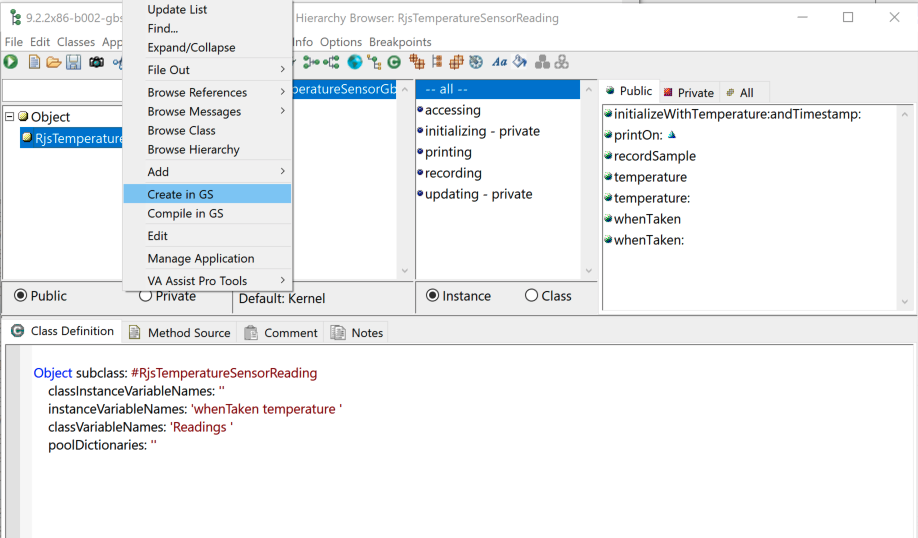 9.2.2x86-b002-gbs
Hierarchy Browser: RjsTemperatureSensorReading
File Edit Classes App
Info Options Breakpoints
Update List
Find...
Expand/Collapse
File Out
Browse References
Browse Messages
Browse Class
Browse Hierarchy
Add
Create in GS
Compile in GS
Edit
Manage Application
VA Assist Pro Tools
Aa
Object
RjsTemperature
peratureSensorGb
-- all --
accessing
initializing - private
printing
recording
updating - private
Public Private All
initializeWithTemperature:andTimestamp:
printOn:
recordSample
temperature
temperature:
whenTaken
whenTaken:
Public Private
Default: Kernel
Instance Class
Class Definition Method Source Comment Notes
Object subclass: #RjsTemperatureSensorReading
classInstanceVariableNames: ''
instanceVariableNames: 'whenTaken temperature '
classVariableNames: 'Readings '
poolDictionaries: ''